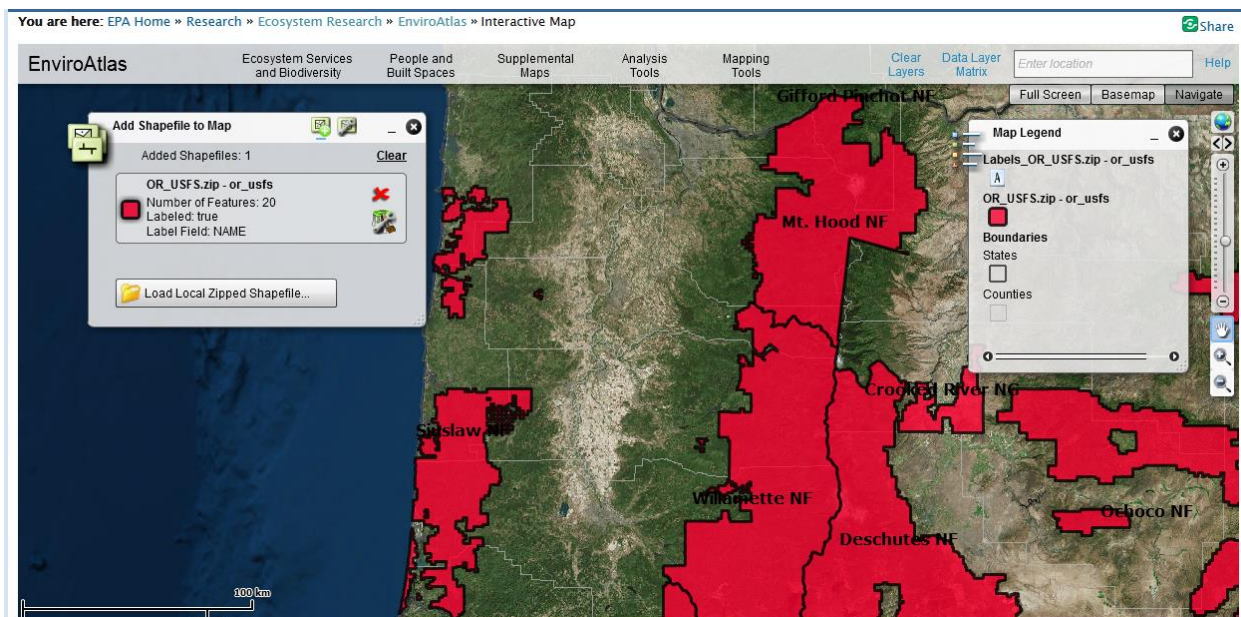 You are here: EPA Home » Research » Ecosystem Research » EnviroAtlas » Interactive Map
Share
EnviroAtlas
Ecosystem Services and Biodiversity
People and Built Spaces
Supplemental Maps
Analysis Tools
Mapping Tools
Clear Layers
Data Layer Matrix
Enter location
Help
Full Screen
Basemap
Navigate
Add Shapefile to Map
Added Shapefiles: 1
Clear
OR_USFS.zip - or_usfs
Number of Features: 20
Labeled: true
Label Field: NAME
Load Local Zipped Shapefile...
Map Legend
Labels_OR_USFS.zip - or_usfs
A
OR_USFS.zip - or_usfs
Boundaries
States
Counties
Gifford Pinchot NF
Mt. Hood NF
Crooked River NG
Siuslaw NF
Willamette NF
Ochoco NF
Deschutes NF
100 km